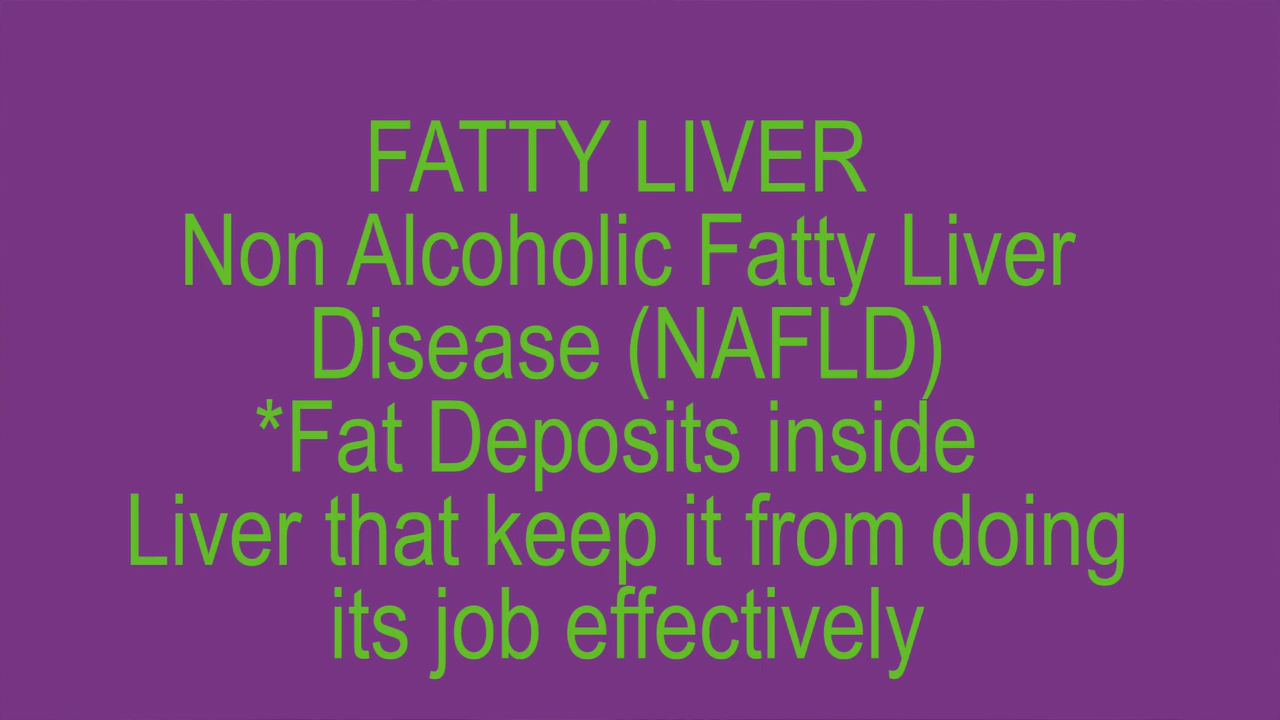 FATTY LIVER
Non Alcoholic Fatty Liver
Disease (NAFLD)
*Fat Deposits inside
Liver that keep it from doing
its job effectively